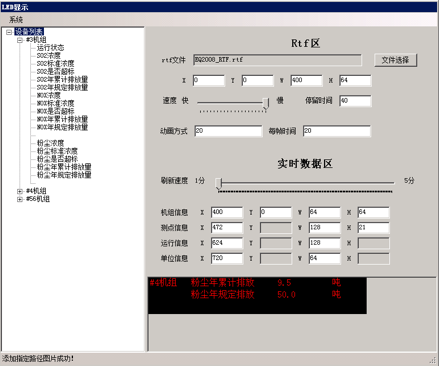 LED显示
系统
设备列表
#3机组
运行状态
SO2浓度
SO2标准浓度
SO2是否超标
SO2年累计排放量
SO2年规定排放量
NOX浓度
NOX标准浓度
NOX是否超标
NOX年累计排放量
NOX年规定排放量
粉尘浓度
粉尘标准浓度
粉尘是否超标
粉尘年累计排放量
粉尘年规定排放量
#4机组
#56机组
Rtf区
rtf文件 BQ2008_RTF.rtf 文件选择
X 0 Y 0 W 400 H 64
速度 快 慢 停留时间 40
动画方式 20 每帧时间 20
实时数据区
刷新速度 1分 5分
机组信息 X 400 Y 0 W 64 H 64
测点信息 X 472 Y W 128 H 21
运行信息 X 624 Y W 128 H
单位信息 X 720 Y W 64 H
#4机组 粉尘年累计排放 9.5 吨
粉尘年规定排放 50.0 吨
添加指定路径图片成功!